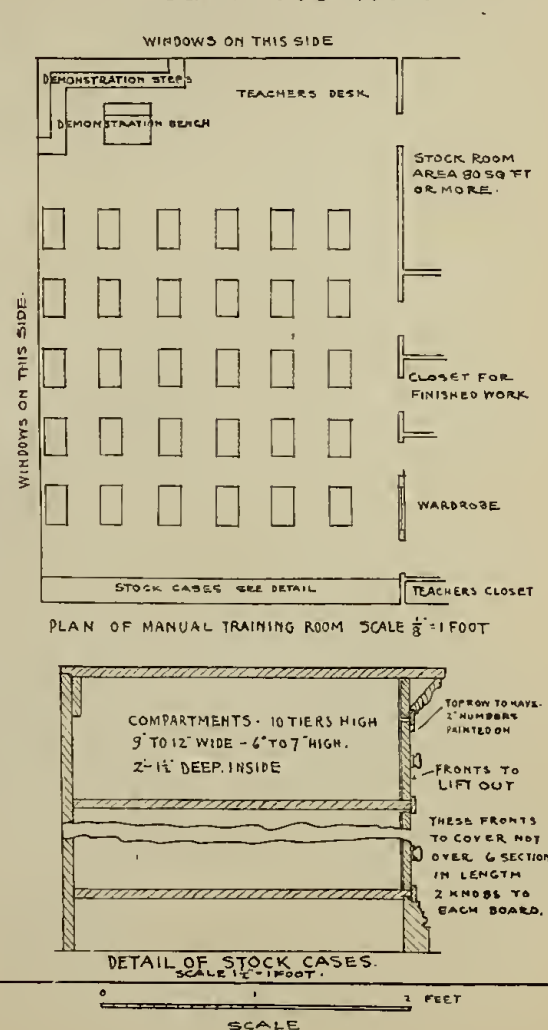 WINDOWS ON THIS SIDE
DEMONSTRATION STEPS
TEACHERS DESK
DEMONSTRATION BENCH
STOCK ROOM
AREA 80 SQ FT
OR MORE.
WINDOWS ON THIS SIDE.
CLOSET FOR
FINISHED WORK
WARDROBE
STOCK CASES SEE DETAIL
TEACHERS CLOSET
PLAN OF MANUAL TRAINING ROOM SCALE 1/8" = 1 FOOT
COMPARTMENTS - 10 TIERS HIGH
9" TO 12" WIDE - 6" TO 7" HIGH.
2'-1½" DEEP. INSIDE
TOP ROW TO HAVE
2" NUMBERS
PAINTED ON
FRONTS TO
LIFT OUT
THESE FRONTS
TO COVER NOT
OVER 6 SECTION
IN LENGTH
2 KNOBS TO
EACH BOARD.
DETAIL OF STOCK CASES.
SCALE 1½" = 1 FOOT.
0 1 2 FEET
SCALE